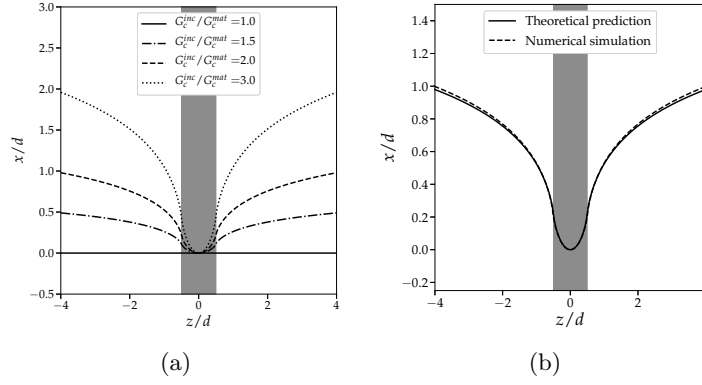 3.0
2.5
2.0
1.5
1.0
0.5
0.0
−0.5
x/d
G_c^{inc}/G_c^{mat} =1.0
G_c^{inc}/G_c^{mat} =1.5
G_c^{inc}/G_c^{mat} =2.0
G_c^{inc}/G_c^{mat} =3.0
−4 −2 0 2 4
z/d
(a)
1.4
1.2
1.0
0.8
0.6
0.4
0.2
0.0
−0.2
x/d
Theoretical prediction
Numerical simulation
−4 −2 0 2 4
z/d
(b)